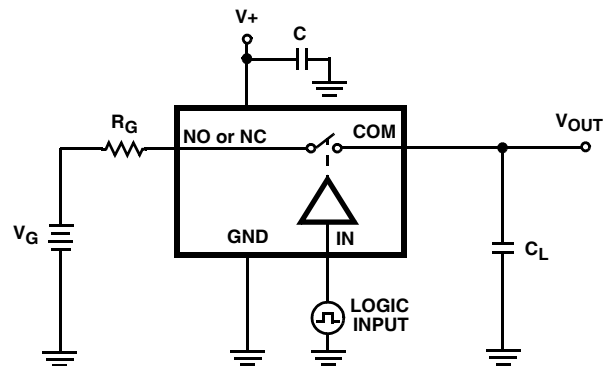 V+
C
RG
NO or NC
COM
VOUT
VG
GND
IN
CL
LOGIC
INPUT